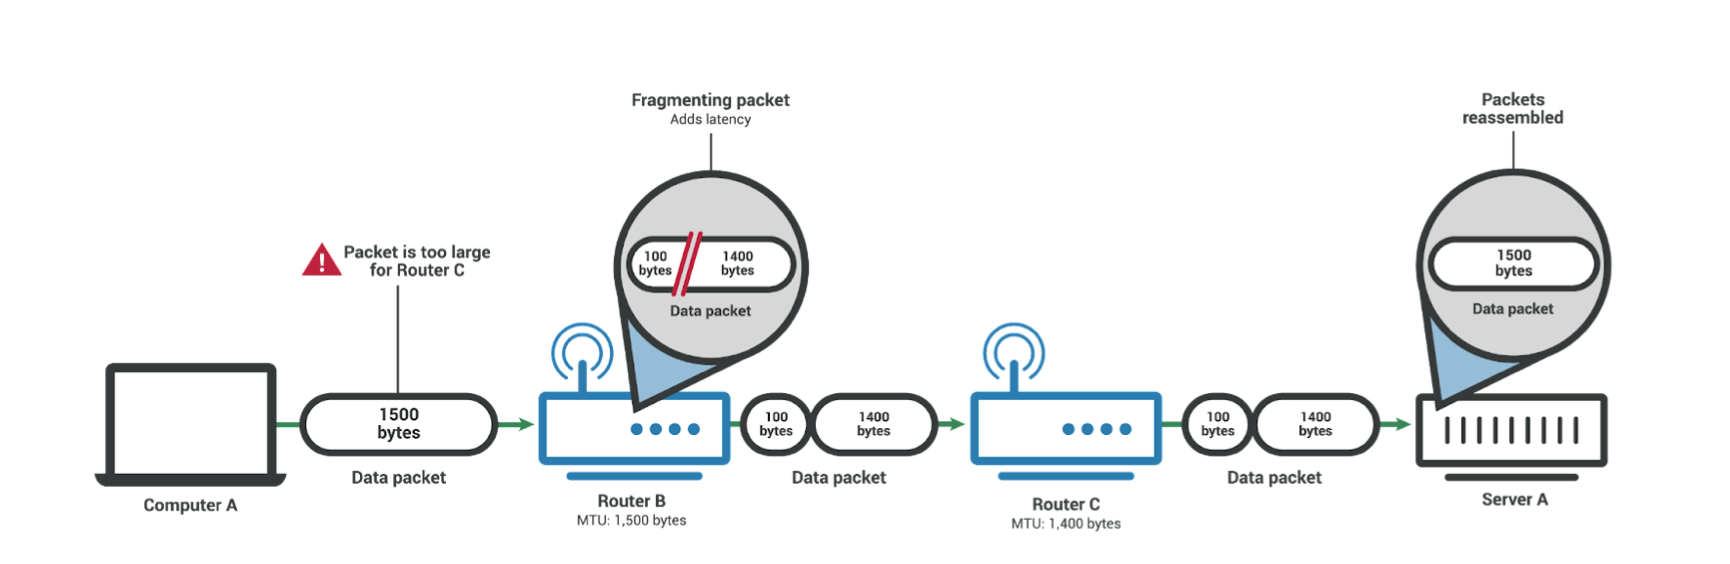 Fragmenting packet
Adds latency
Packets
reassembled
Packet is too large
for Router C
100
bytes
1400
bytes
Data packet
1500
bytes
Data packet
1500
bytes
Data packet
Computer A
Router B
MTU: 1,500 bytes
100
bytes
1400
bytes
Data packet
Router C
MTU: 1,400 bytes
100
bytes
1400
bytes
Data packet
Server A